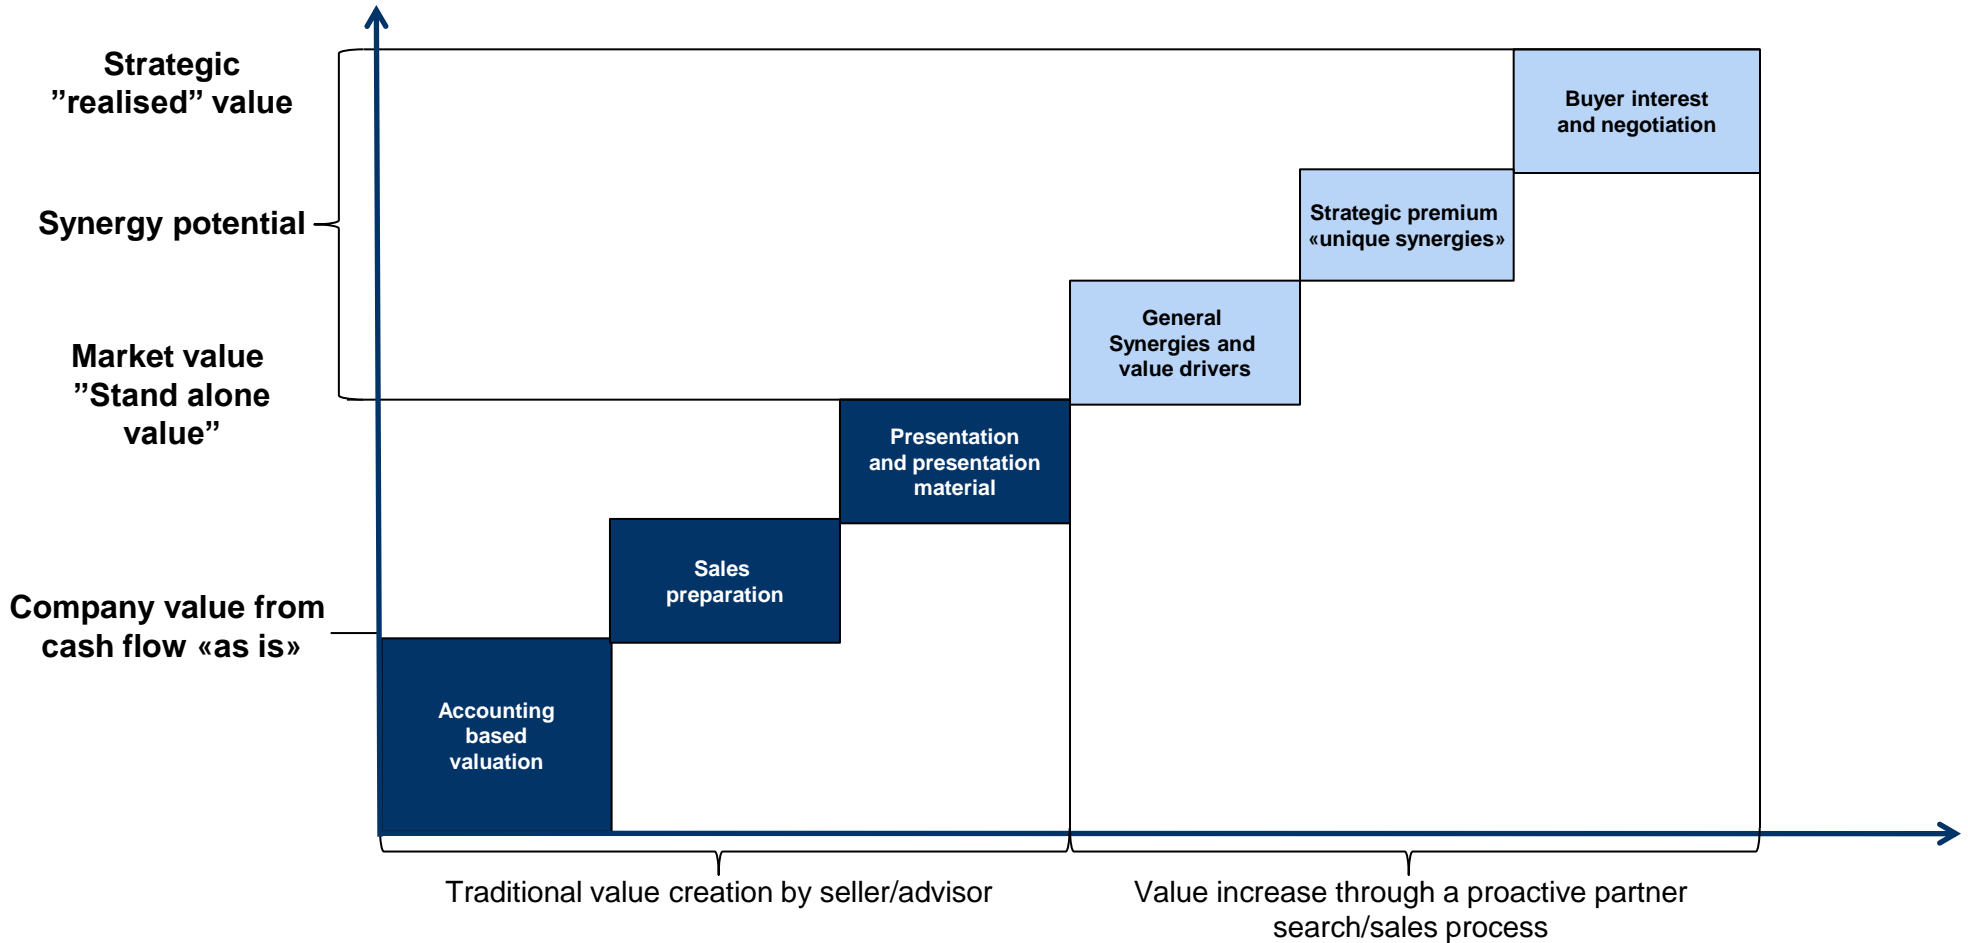 Strategic
”realised” value
Synergy potential
Market value
”Stand alone
value”
Company value from
cash flow «as is»
Buyer interest
and negotiation
Strategic premium
«unique synergies»
General
Synergies and
value drivers
Presentation
and presentation
material
Sales
preparation
Accounting
based
valuation
Traditional value creation by seller/advisor
Value increase through a proactive partner
search/sales process